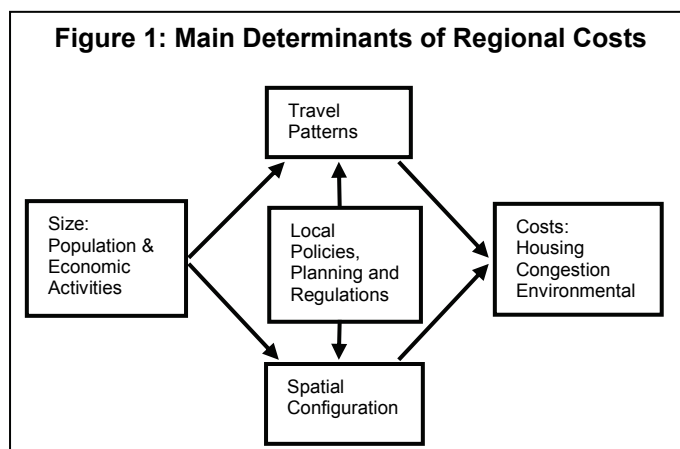 Figure 1: Main Determinants of Regional Costs
Travel
Patterns
Size:
Population &
Economic
Activities
Local
Policies,
Planning and
Regulations
Costs:
Housing
Congestion
Environmental
Spatial
Configuration